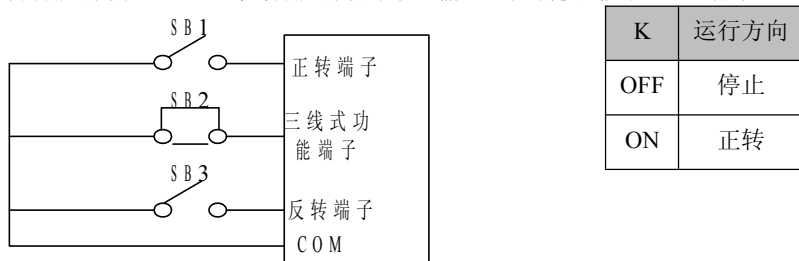 SB1
正转端子
SB2
三线式功
能端子
SB3
反转端子
COM
K 运行方向
OFF 停止
ON 正转